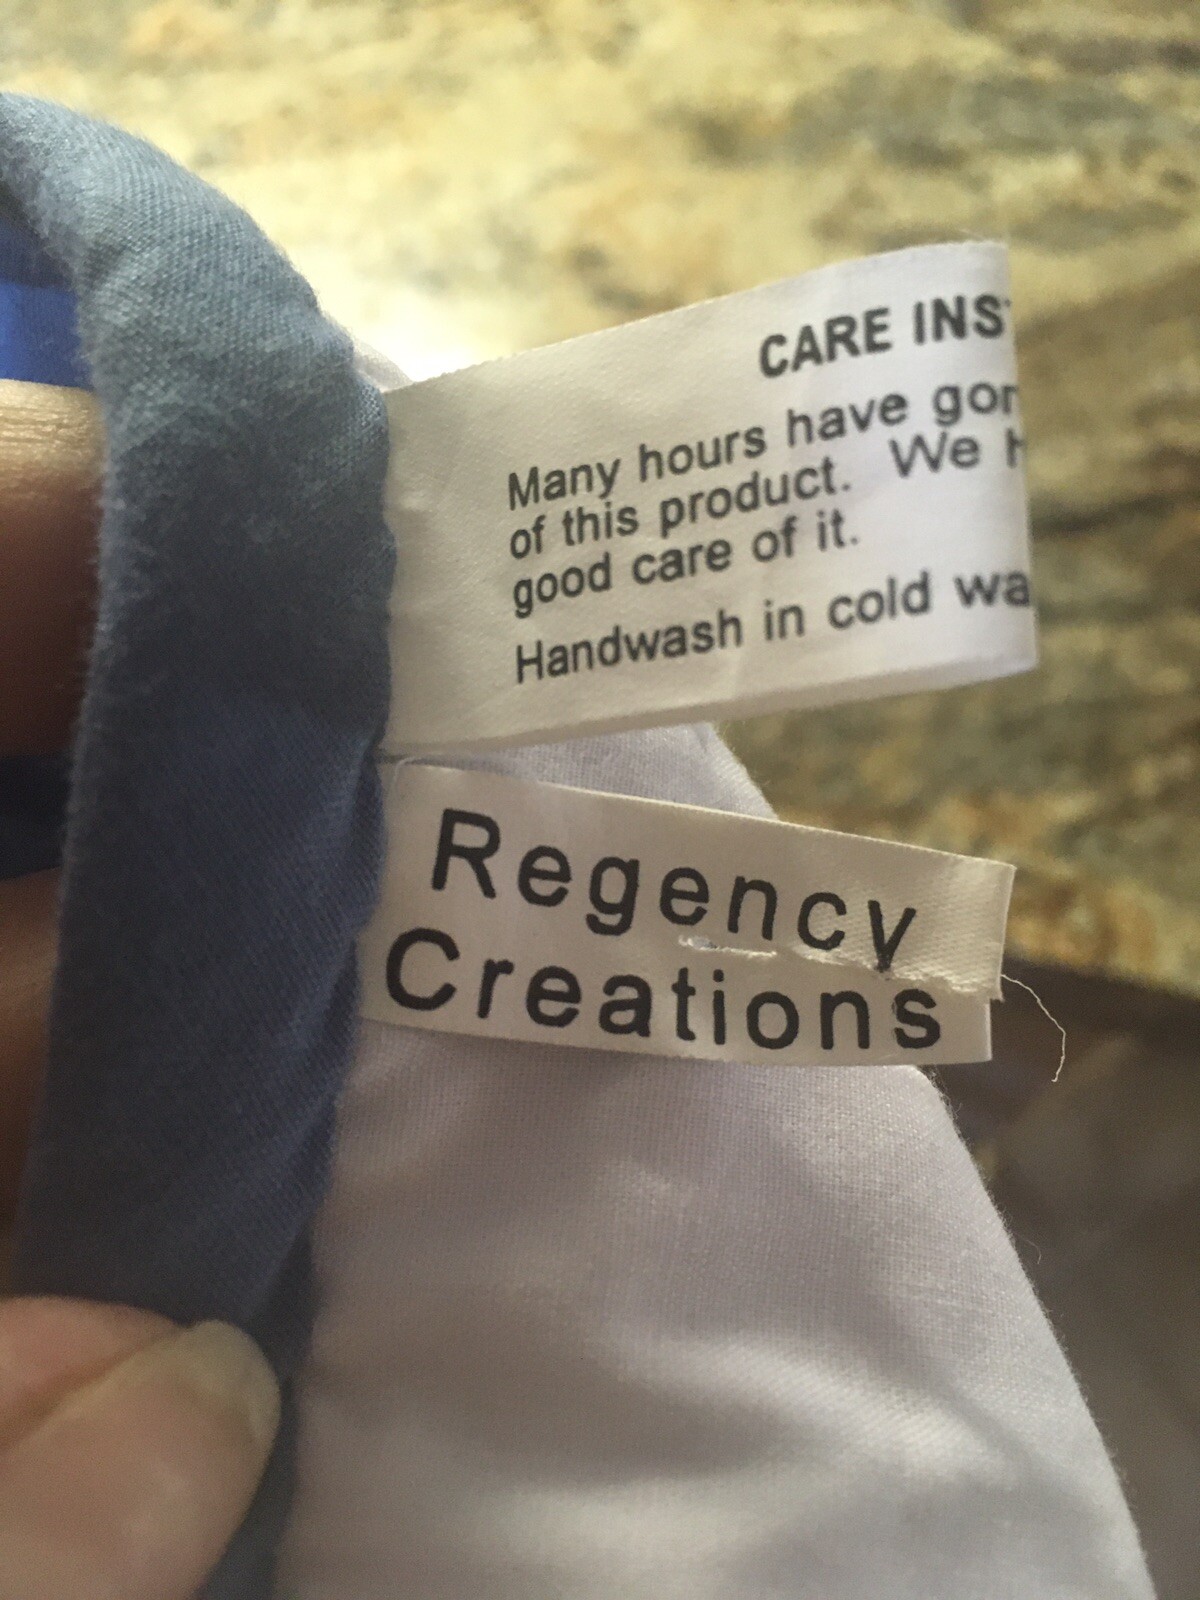 CARE INS
Many hours have gon
of this product. We h
good care of it.
Handwash in cold wa
Regency
Creations